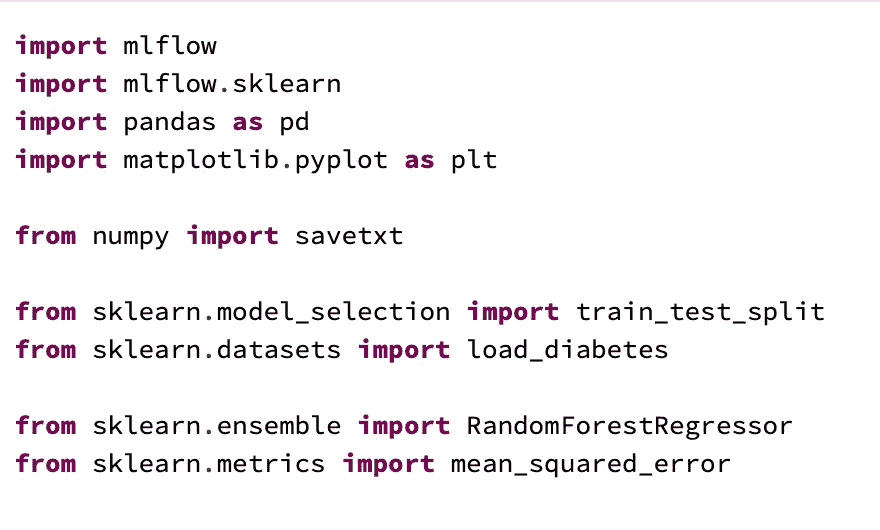 import mlflow
import mlflow.sklearn
import pandas as pd
import matplotlib.pyplot as plt
from numpy import savetxt
from sklearn.model_selection import train_test_split
from sklearn.datasets import load_diabetes
from sklearn.ensemble import RandomForestRegressor
from sklearn.metrics import mean_squared_error